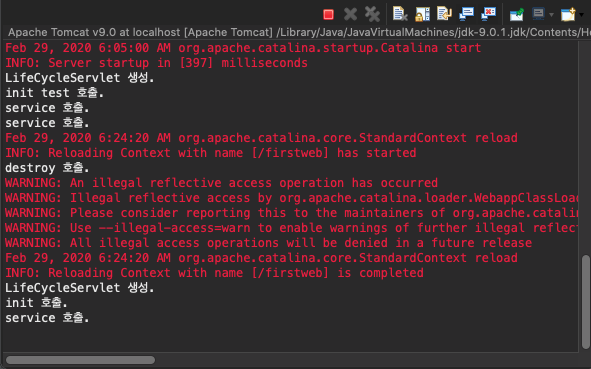 Apache Tomcat v9.0 at localhost [Apache Tomcat] /Library/Java/JavaVirtualMachines/jdk-9.0.1.jdk/Contents/Ho
Feb 29, 2020 6:05:00 AM org.apache.catalina.startup.Catalina start
INFO: Server startup in [397] milliseconds
LifeCycleServlet 생성.
init test 호출.
service 호출.
service 호출.
Feb 29, 2020 6:24:20 AM org.apache.catalina.core.StandardContext reload
INFO: Reloading Context with name [/firstweb] has started
destroy 호출.
WARNING: An illegal reflective access operation has occurred
WARNING: Illegal reflective access by org.apache.catalina.loader.WebappClassLoa
WARNING: Please consider reporting this to the maintainers of org.apache.catalin
WARNING: Use --illegal-access=warn to enable warnings of further illegal reflect
WARNING: All illegal access operations will be denied in a future release
Feb 29, 2020 6:24:20 AM org.apache.catalina.core.StandardContext reload
INFO: Reloading Context with name [/firstweb] is completed
LifeCycleServlet 생성.
init 호출.
service 호출.